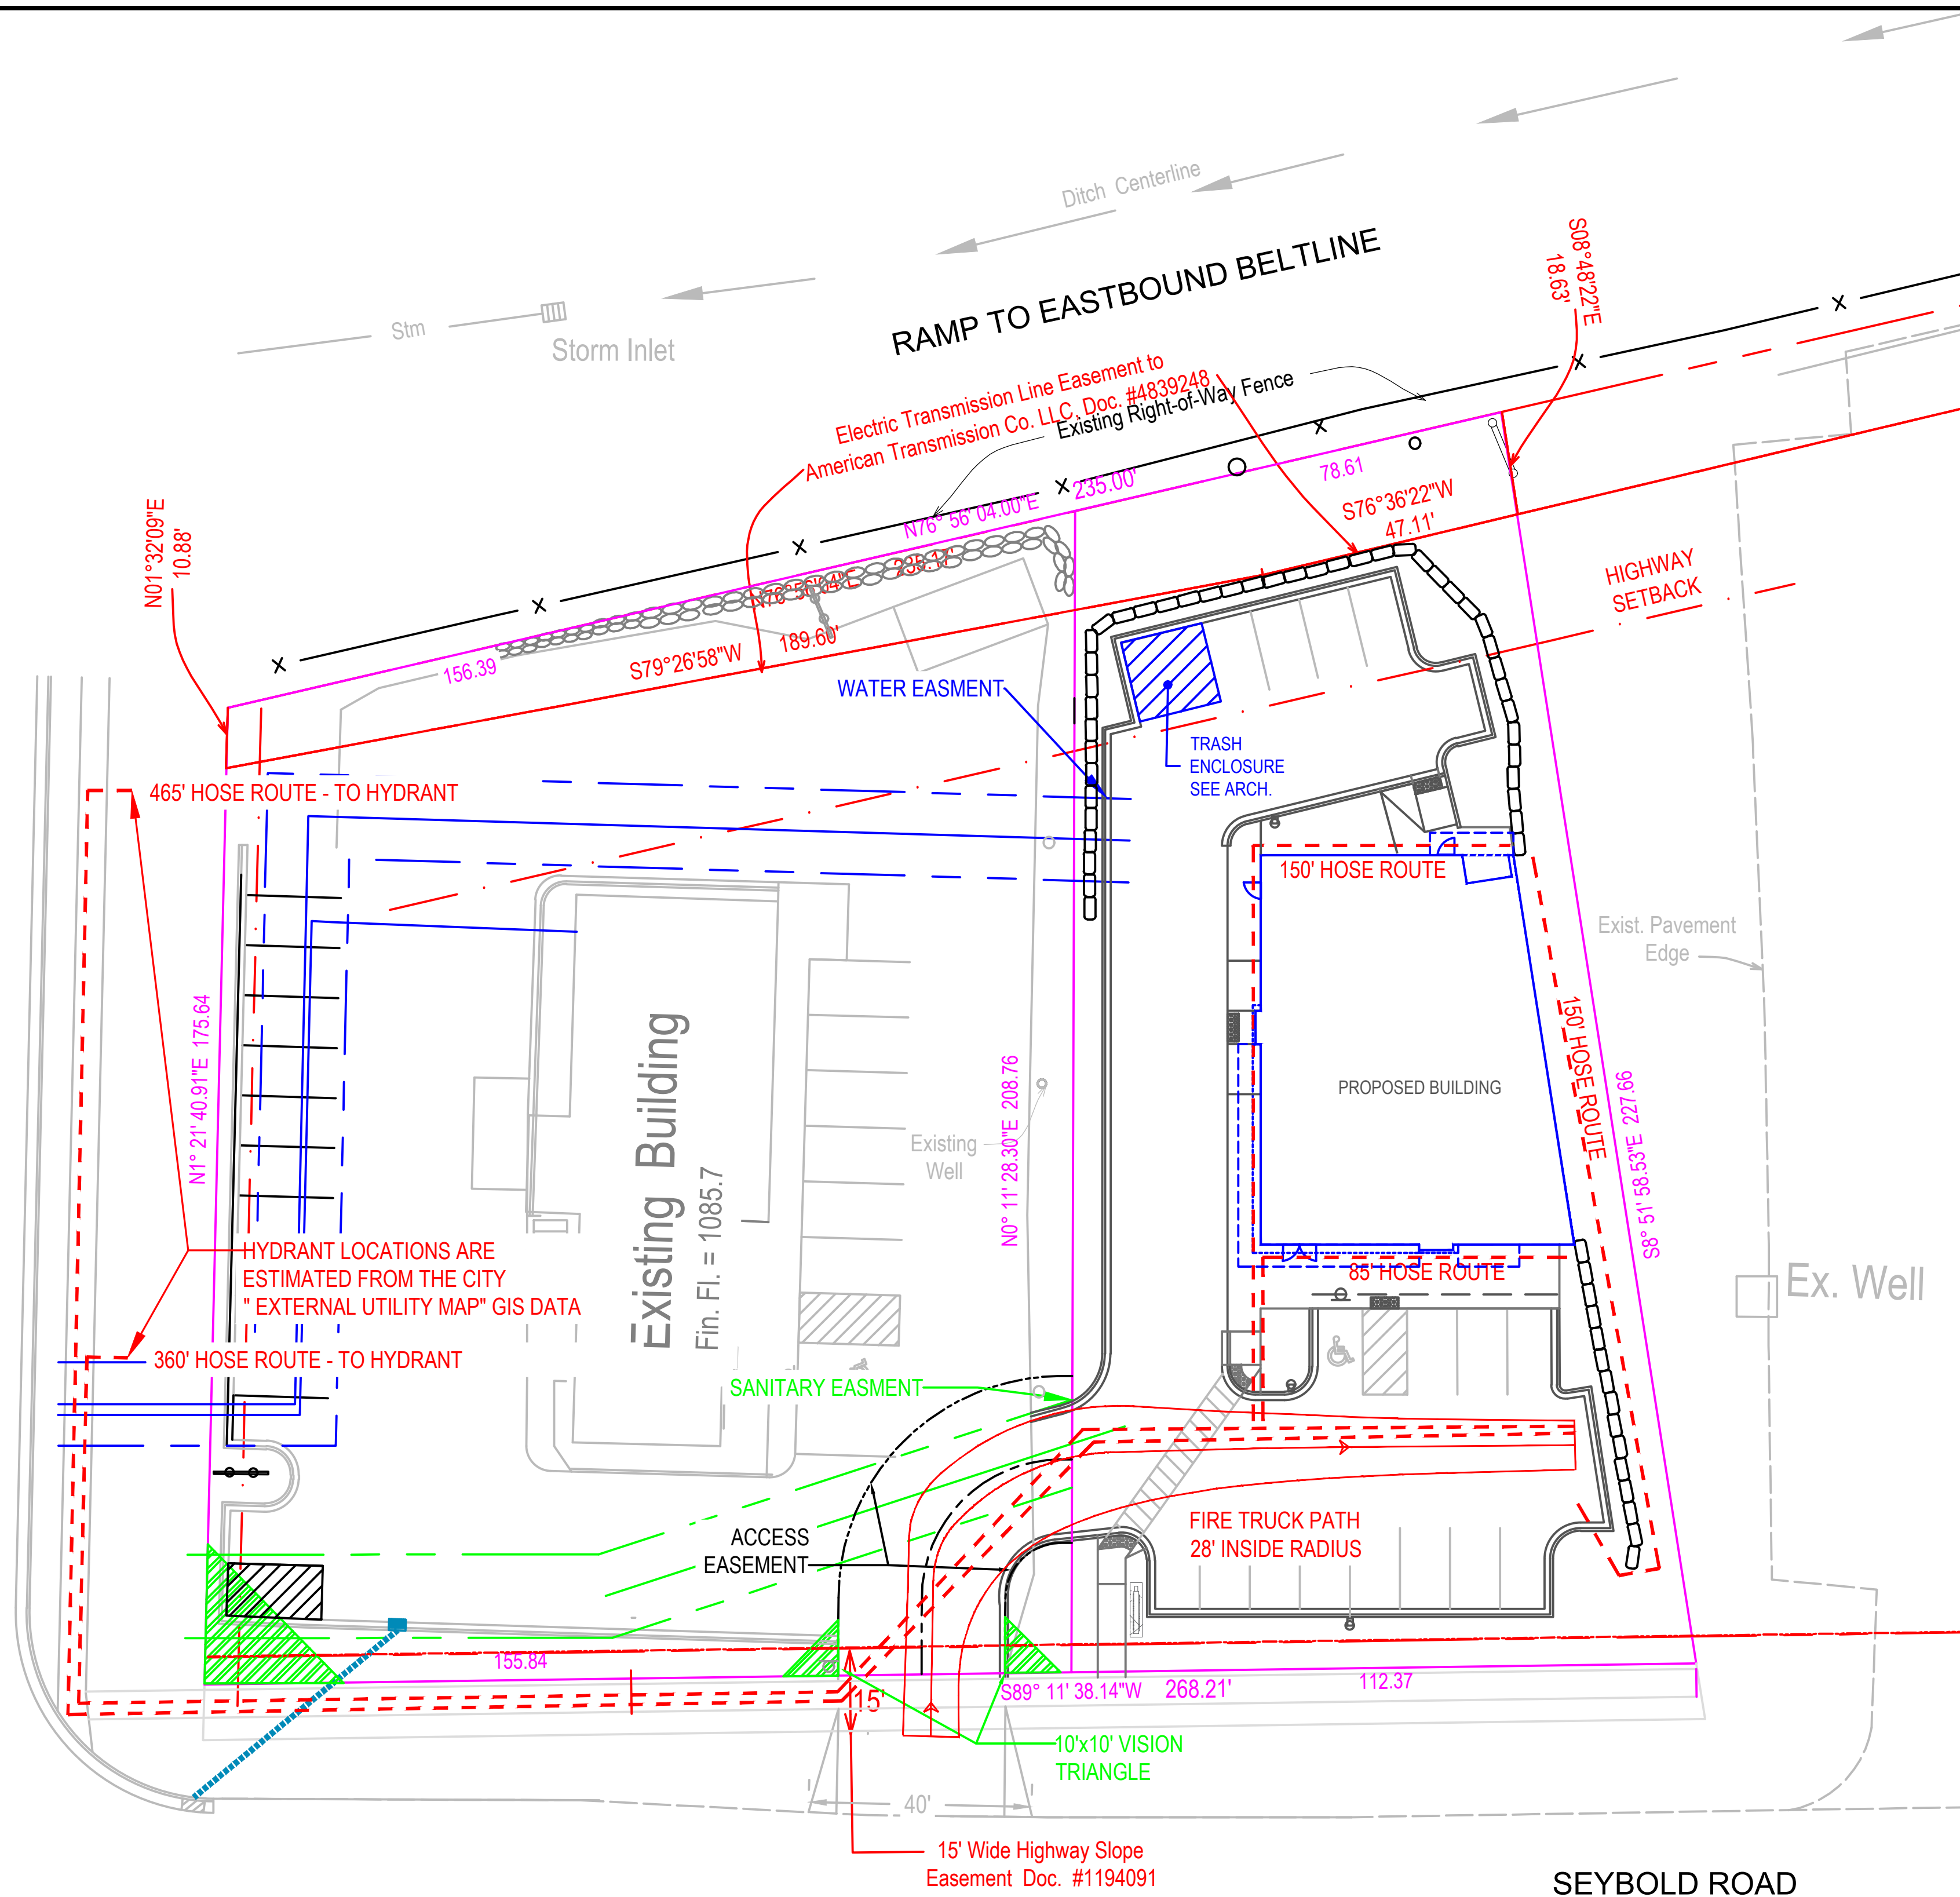 Ditch Centerline
RAMP TO EASTBOUND BELTLINE
Stm
Storm Inlet
S08°48'22"E
18.63'
Electric Transmission Line Easement to
American Transmission Co. LLC, Doc. #4839248
Existing Right-of-Way Fence
N01°32'09"E
10.88'
N76° 56' 04.00"E
235.00'
78.61
S76°36'22"W
47.11'
N76°56'04"E
235.17'
HIGHWAY
SETBACK
156.39
S79°26'58"W
189.60'
WATER EASMENT
TRASH
ENCLOSURE
SEE ARCH.
465' HOSE ROUTE - TO HYDRANT
150' HOSE ROUTE
Exist. Pavement
Edge
150' HOSE ROUTE
N1° 21' 40.91"E 175.64
Existing Building
Fin. Fl. = 1085.7
Existing
Well
N0° 11' 28.30"E 208.76
PROPOSED BUILDING
S8° 51' 58.53"E 227.66
HYDRANT LOCATIONS ARE
ESTIMATED FROM THE CITY
" EXTERNAL UTILITY MAP" GIS DATA
85' HOSE ROUTE
Ex. Well
360' HOSE ROUTE - TO HYDRANT
SANITARY EASMENT
ACCESS
EASEMENT
FIRE TRUCK PATH
28' INSIDE RADIUS
155.84
15'
S89° 11' 38.14"W
268.21'
112.37
10'x10' VISION
TRIANGLE
40'
15' Wide Highway Slope
Easement Doc. #1194091
SEYBOLD ROAD